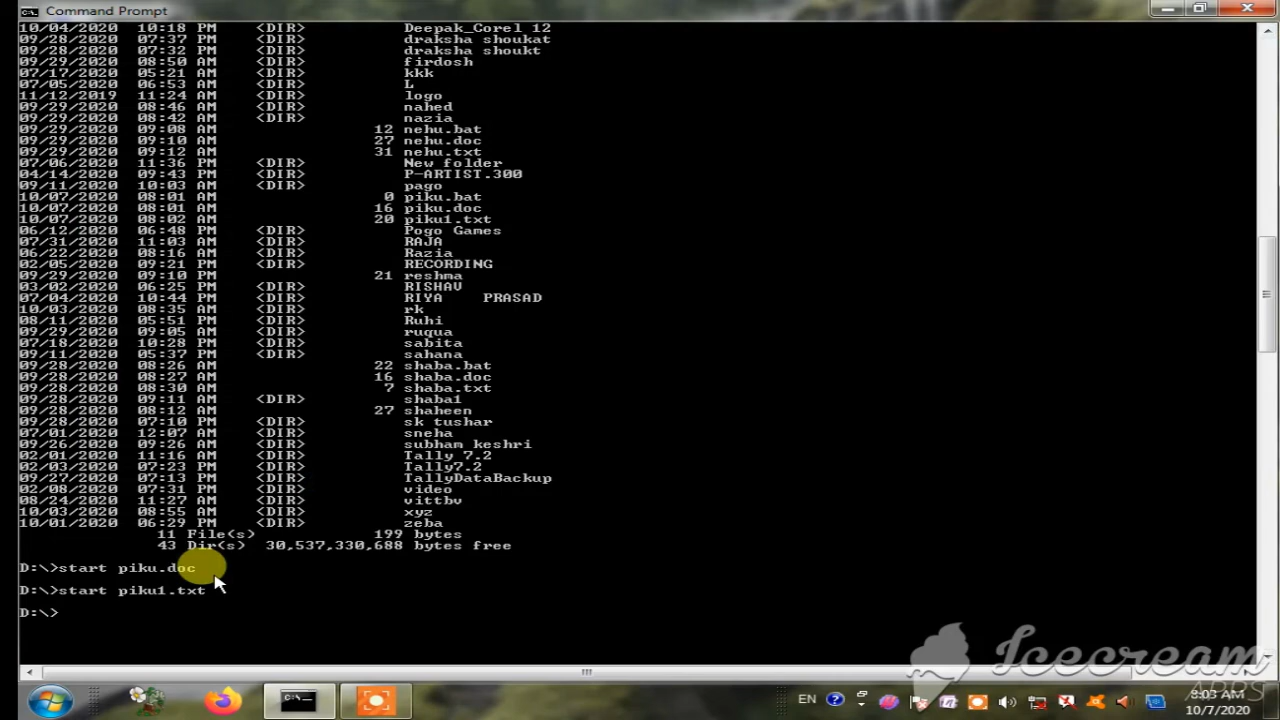 Command Prompt
10/04/2020 10:18 PM <DIR> Deepak_Corel 12
09/28/2020 07:37 PM <DIR> draksha shoukat
09/28/2020 07:32 PM <DIR> draksha shoukt
09/29/2020 08:50 AM <DIR> firdosh
07/17/2020 05:21 AM <DIR> kkk
07/05/2020 06:53 AM <DIR> L
11/12/2019 11:24 AM <DIR> logo
09/29/2020 08:46 AM <DIR> nahed
09/29/2020 08:42 AM <DIR> nazia
09/29/2020 09:08 AM 12 nehu.bat
09/29/2020 09:10 AM 27 nehu.doc
09/29/2020 09:12 AM 31 nehu.txt
07/06/2020 11:36 PM <DIR> New folder
04/14/2020 09:43 PM <DIR> P-ARTIST.300
09/11/2020 10:03 AM <DIR> pago
10/07/2020 08:01 AM 0 piku.bat
10/07/2020 08:01 AM 16 piku.doc
10/07/2020 08:02 AM 20 piku1.txt
06/12/2020 06:48 PM <DIR> Pogo Games
07/31/2020 11:03 AM <DIR> RAJA
06/22/2020 08:16 AM <DIR> Razia
02/05/2020 09:21 PM <DIR> RECORDING
09/29/2020 09:10 AM 21 reshma
03/02/2020 06:25 PM <DIR> RISHAV
07/04/2020 10:44 PM <DIR> RIYA PRASAD
10/03/2020 08:35 AM <DIR> rk
08/11/2020 05:51 PM <DIR> Ruhi
09/29/2020 09:05 AM <DIR> ruqua
07/18/2020 10:28 PM <DIR> sabita
09/11/2020 05:37 PM <DIR> sahana
09/28/2020 08:26 AM 22 shaba.bat
09/28/2020 08:27 AM 16 shaba.doc
09/28/2020 08:30 AM 7 shaba.txt
09/28/2020 09:11 AM <DIR> shaba1
09/28/2020 08:12 AM 27 shaheen
09/28/2020 07:10 PM <DIR> sk tushar
07/01/2020 12:07 AM <DIR> sneha
09/26/2020 09:26 AM <DIR> subham keshri
02/01/2020 11:16 AM <DIR> Tally 7.2
02/03/2020 07:23 PM <DIR> Tally7.2
09/27/2020 07:13 PM <DIR> TallyDataBackup
02/08/2020 07:31 PM <DIR> video
08/24/2020 11:27 AM <DIR> vittbv
10/03/2020 08:55 AM <DIR> xyz
10/01/2020 06:29 PM <DIR> zeba
11 File(s) 199 bytes
43 Dir(s) 30,537,330,688 bytes free
D:\>start piku.doc
D:\>start piku1.txt
D:\>
Icecream
APPS
EN
8:03 AM
10/7/2020